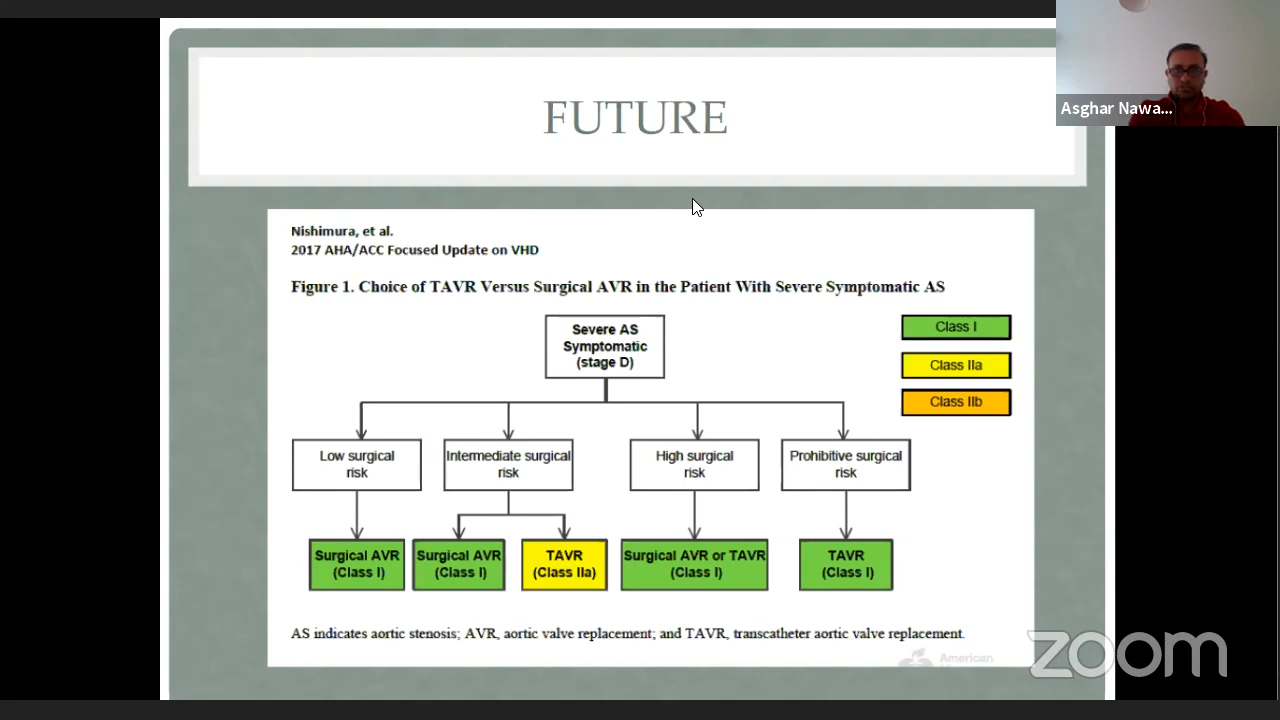 Asghar Nawa...
FUTURE
Nishimura, et al.
2017 AHA/ACC Focused Update on VHD
Figure 1. Choice of TAVR Versus Surgical AVR in the Patient With Severe Symptomatic AS
Severe AS
Symptomatic
(stage D)
Class I
Class IIa
Class IIb
Low surgical
risk
Intermediate surgical
risk
High surgical
risk
Prohibitive surgical
risk
Surgical AVR
(Class I)
Surgical AVR
(Class I)
TAVR
(Class IIa)
Surgical AVR or TAVR
(Class I)
TAVR
(Class I)
AS indicates aortic stenosis; AVR, aortic valve replacement; and TAVR, transcatheter aortic valve replacement.
American
zoom